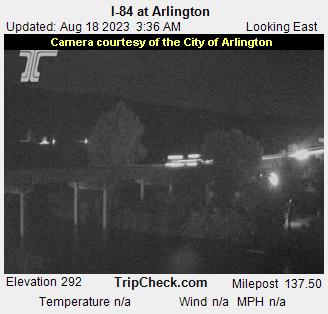 I-84 at Arlington
Updated: Aug 18 2023 3:36 AM Looking East
Camera courtesy of the City of Arlington
Elevation 292 TripCheck.com Milepost 137.50
Temperature n/a Wind n/a MPH n/a